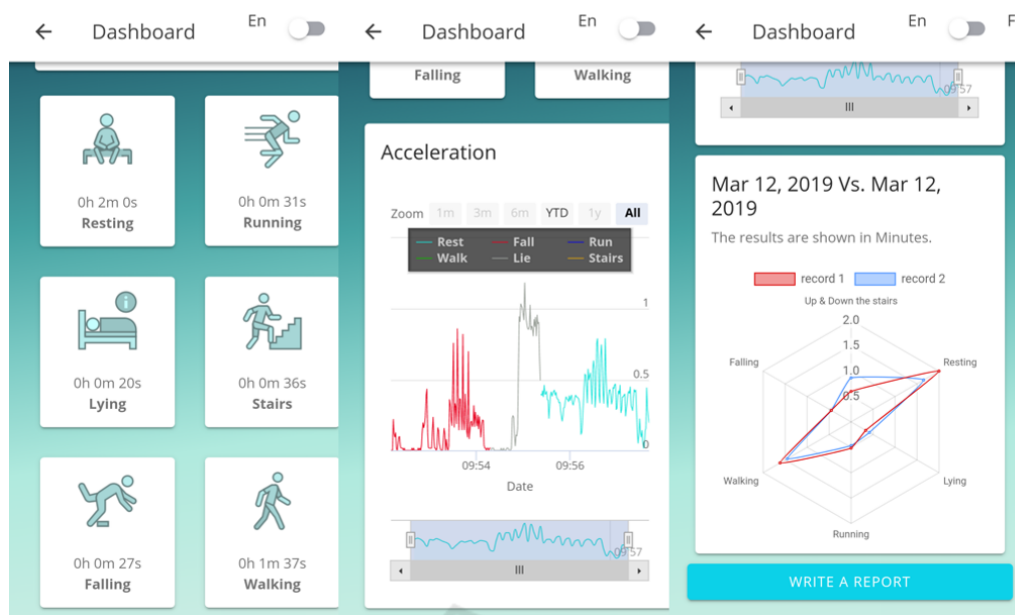 Dashboard
En
0h 2m 0s
Resting
0h 0m 31s
Running
0h 0m 20s
Lying
0h 0m 36s
Stairs
0h 0m 27s
Falling
0h 1m 37s
Walking
Dashboard
En
Falling
Walking
Acceleration
Zoom 1m 3m 6m YTD 1y All
Rest Fall Run
Walk Lie Stairs
1
0.5
0
09:54 09:56
Date
09:57
Dashboard
En
F
09:57
Mar 12, 2019 Vs. Mar 12,
2019
The results are shown in Minutes.
record 1 record 2
Up & Down the stairs
2.0
1.5
1.0
0.5
Falling
Resting
Walking
Lying
Running
WRITE A REPORT